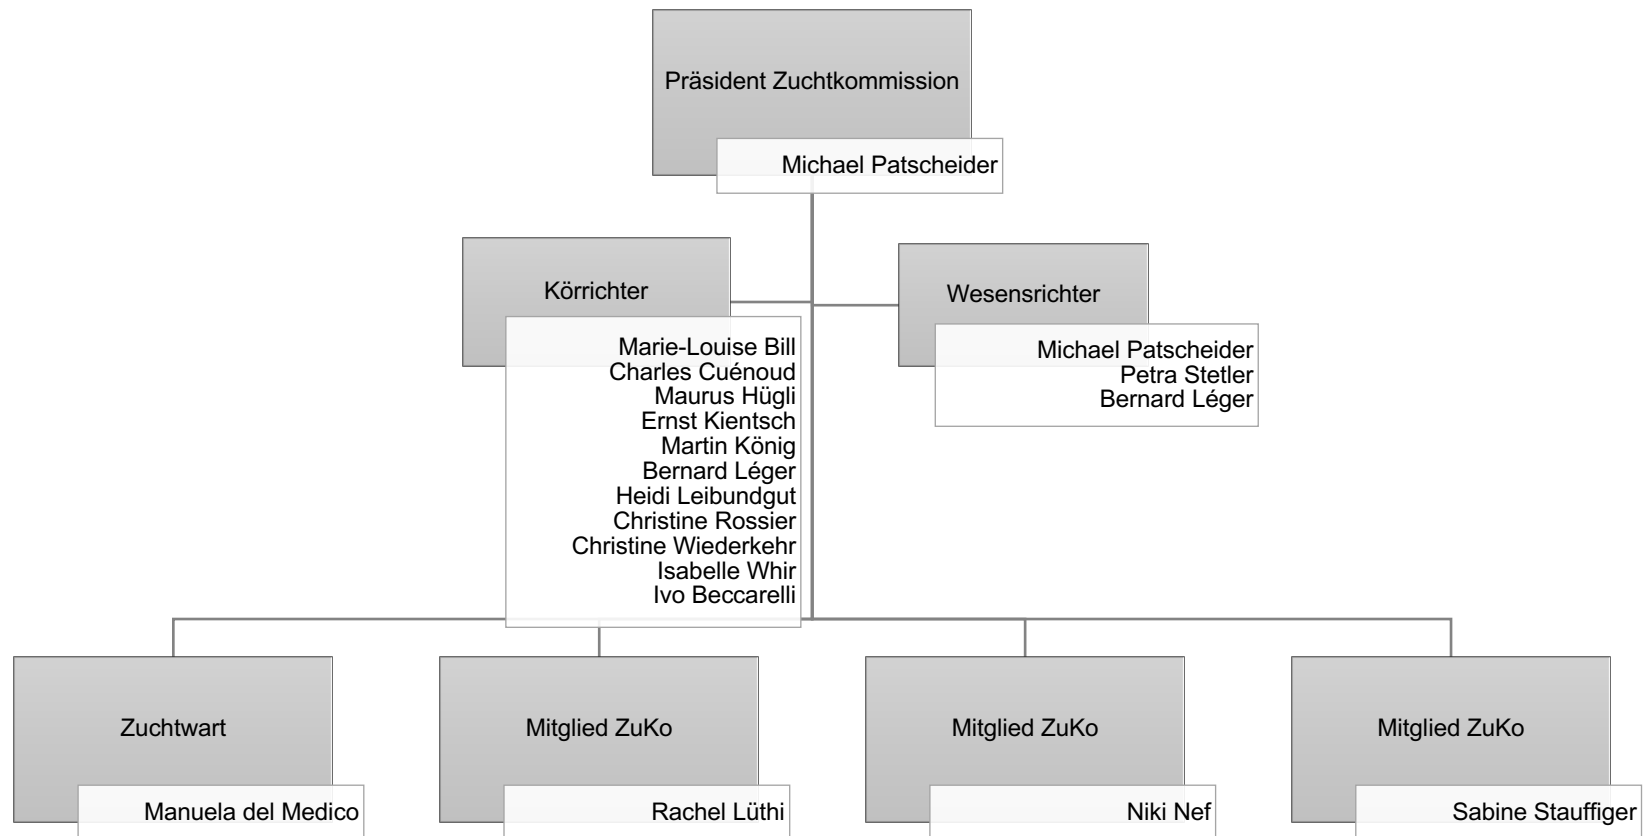 Präsident Zuchtkommission
Michael Patscheider
Körrichter
Marie-Louise Bill
Charles Cuénoud
Maurus Hügli
Ernst Kientsch
Martin König
Bernard Léger
Heidi Leibundgut
Christine Rossier
Christine Wiederkehr
Isabelle Whir
Ivo Beccarelli
Wesensrichter
Michael Patscheider
Petra Stetler
Bernard Léger
Zuchtwart
Manuela del Medico
Mitglied ZuKo
Rachel Lüthi
Mitglied ZuKo
Niki Nef
Mitglied ZuKo
Sabine Stauffiger